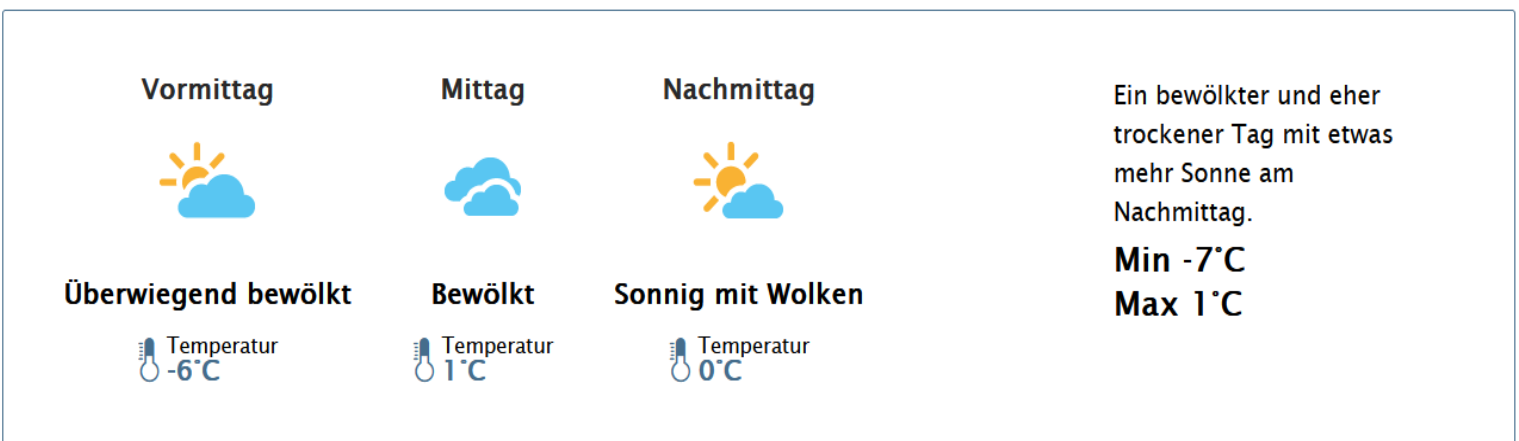 Vormittag
Mittag
Nachmittag
Überwiegend bewölkt
Bewölkt
Sonnig mit Wolken
Temperatur
-6°C
Temperatur
1°C
Temperatur
0°C
Ein bewölkter und eher
trockener Tag mit etwas
mehr Sonne am
Nachmittag.
Min -7°C
Max 1°C